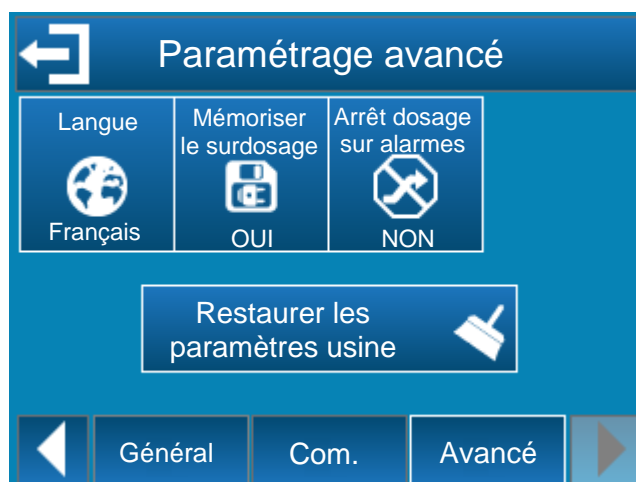 Paramétrage avancé
Langue
Français
Mémoriser
le surdosage
OUI
Arrêt dosage
sur alarmes
NON
Restaurer les
paramètres usine
Général
Com.
Avancé